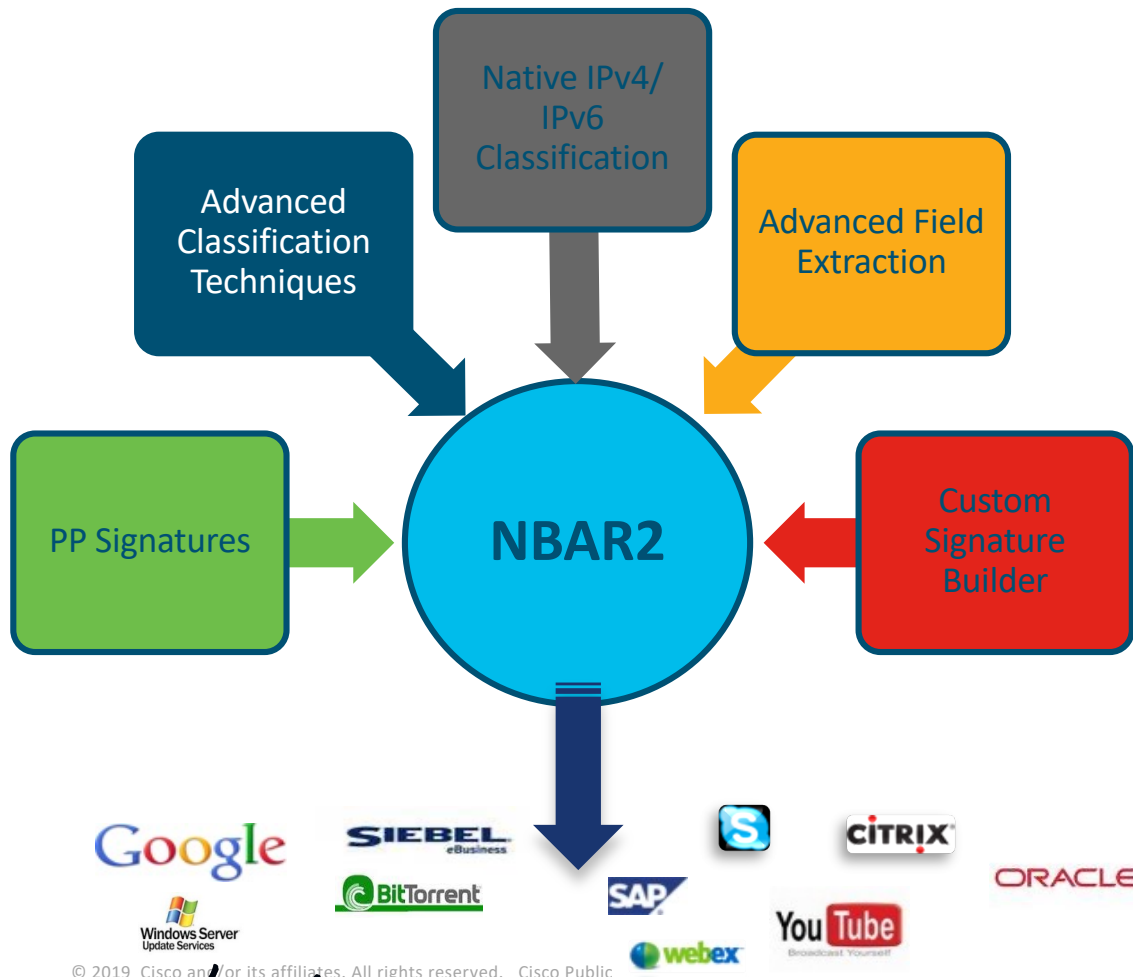 Native IPv4/
IPv6
Classification
Advanced
Classification
Techniques
Advanced Field
Extraction
PP Signatures
NBAR2
Custom
Signature
Builder
Google
SIEBEL
eBusiness
S
CITRIX
ORACLE
BitTorrent
SAP
You Tube
Broadcast Yourself
Windows Server
Update Services
webex
© 2019 Cisco and/or its affiliates. All rights reserved. Cisco Public